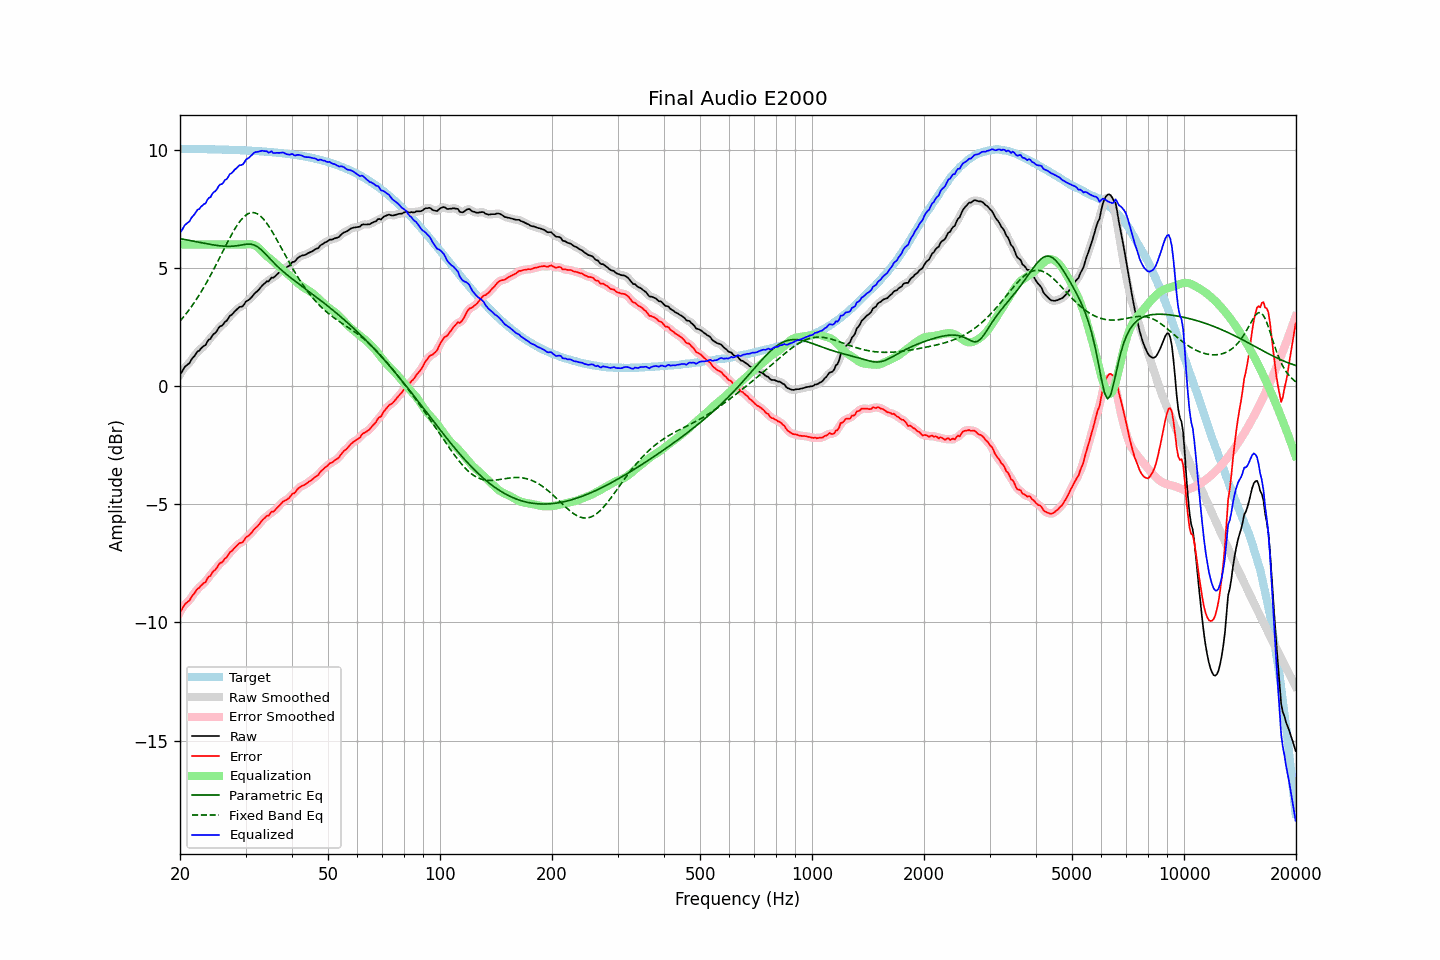 Final Audio E2000
Amplitude (dBr)
10
5
0
−5
−10
−15
Target
Raw Smoothed
Error Smoothed
Raw
Error
Equalization
Parametric Eq
Fixed Band Eq
Equalized
20 50 100 200 500 1000 2000 5000 10000 20000
Frequency (Hz)